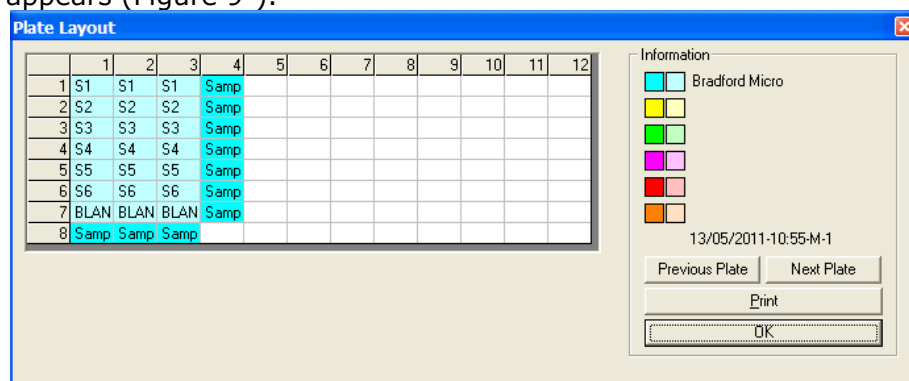 appears (Figure 9 ).
Plate Layout
1 2 3 4 5 6 7 8 9 10 11 12
1 S1 S1 S1 Samp
2 S2 S2 S2 Samp
3 S3 S3 S3 Samp
4 S4 S4 S4 Samp
5 S5 S5 S5 Samp
6 S6 S6 S6 Samp
7 BLAN BLAN BLAN Samp
8 Samp Samp Samp
Information
Bradford Micro
13/05/2011-10:55-M-1
Previous Plate Next Plate
Print
OK